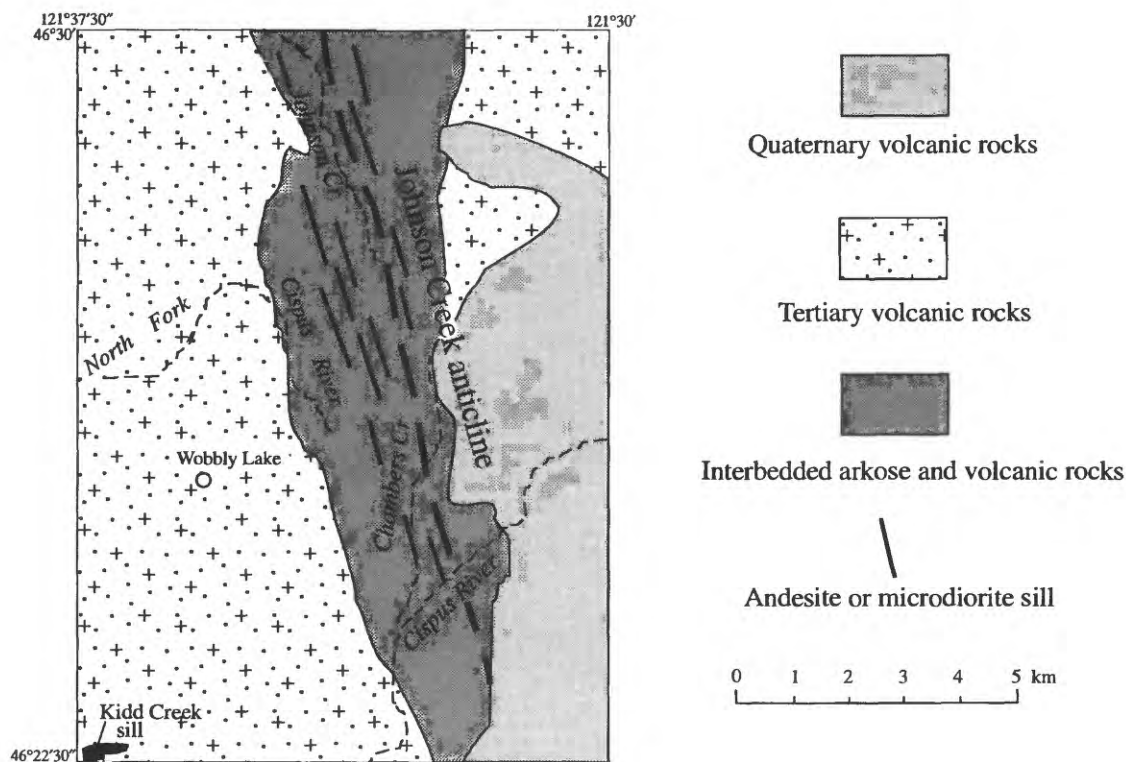 121°37'30"
121°30'
46°30'
Johnson Cr
Johnson Creek anticline
North Fork
Cispus
River
Wobbly Lake
Chambers Cr
Cispus River
Kidd Creek
sill
46°22'30"
Quaternary volcanic rocks
Tertiary volcanic rocks
Interbedded arkose and volcanic rocks
Andesite or microdiorite sill
0 1 2 3 4 5 km